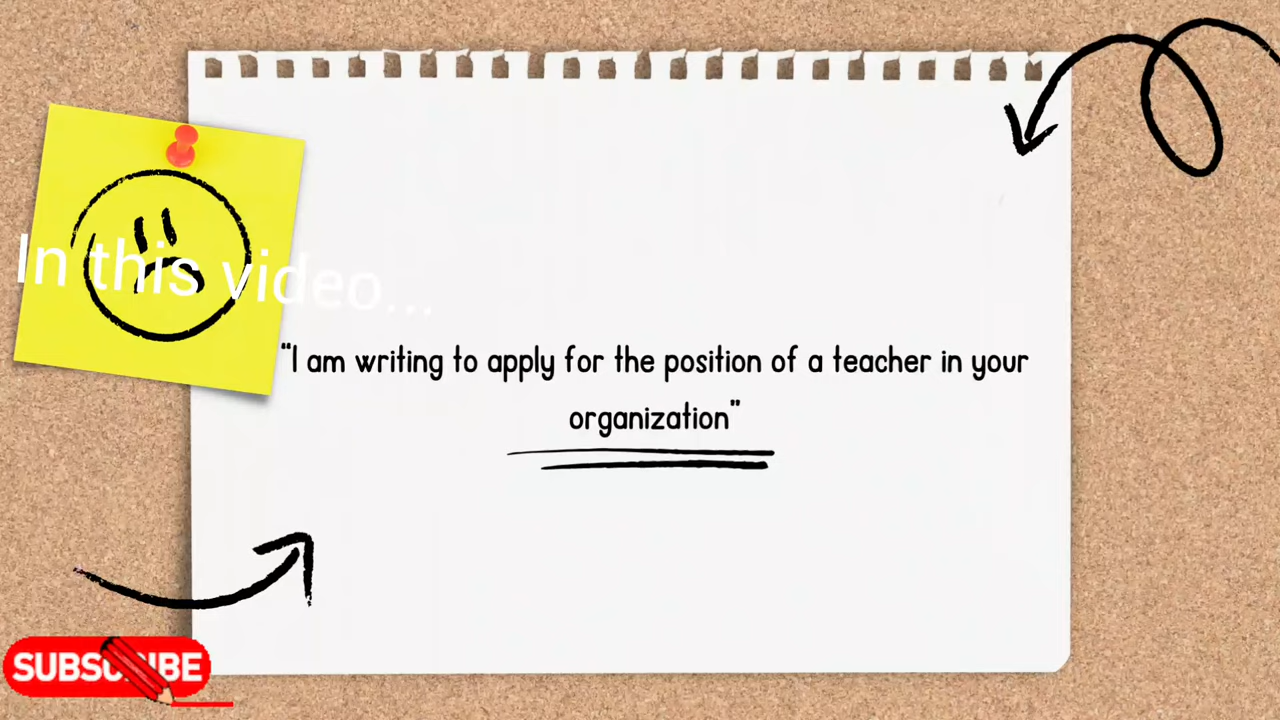 In this video...
"I am writing to apply for the position of a teacher in your
organization"
SUBSCRIBE